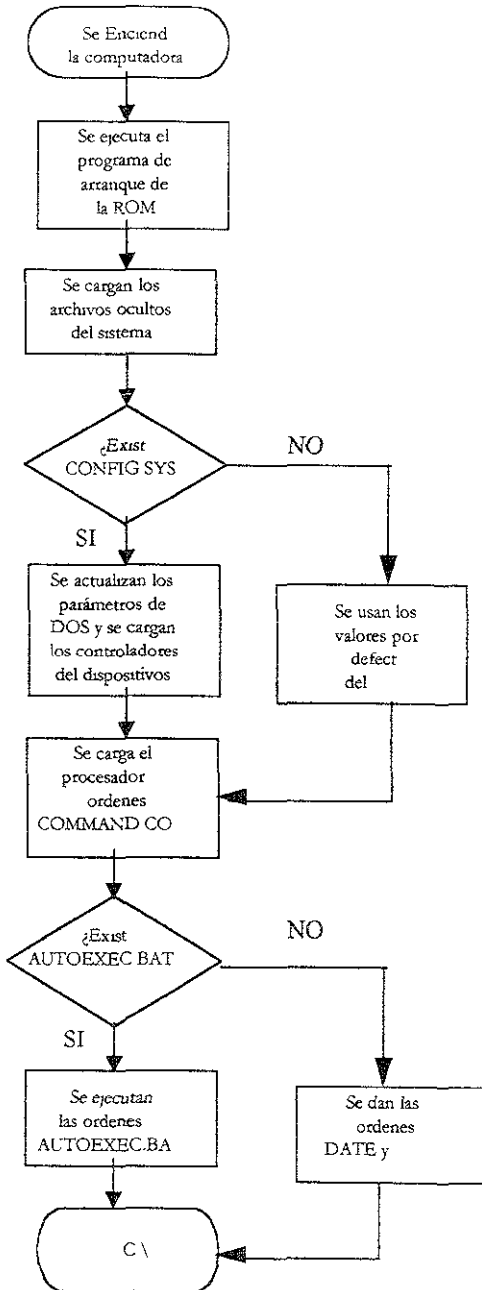 Se Enciend
la computadora
Se ejecuta el
programa de
arranque de
la ROM
Se cargan los
archivos ocultos
del sistema
¿Exist
CONFIG SYS
NO
SI
Se actualizan los
parámetros de
DOS y se cargan
los controladores
del dispositivos
Se usan los
valores por
defect
del
Se carga el
procesador
ordenes
COMMAND CO
¿Exist
AUTOEXEC BAT
NO
SI
Se ejecutan
las ordenes
AUTOEXEC.BA
Se dan las
ordenes
DATE y
C \